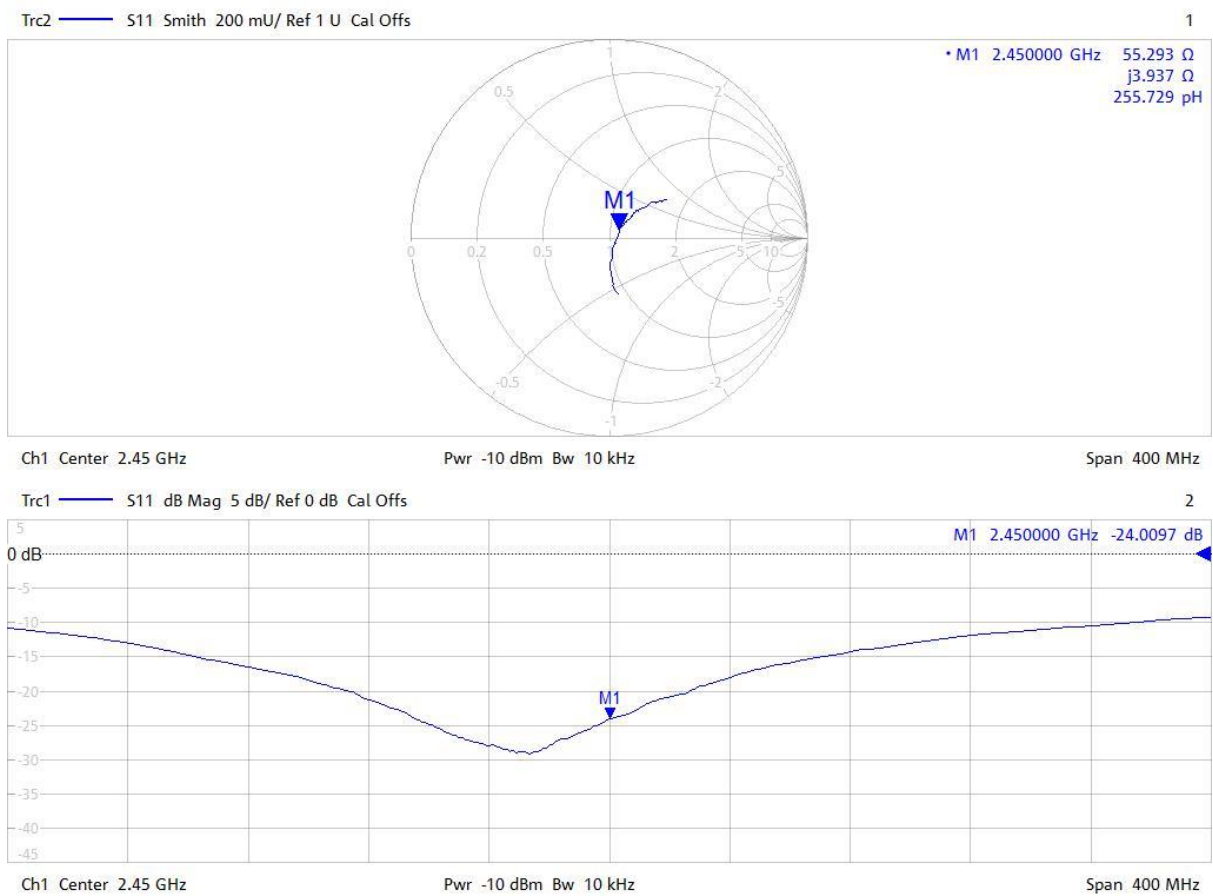 Trc2 S11 Smith 200 mU/ Ref 1 U Cal Offs 1
• M1 2.450000 GHz 55.293 Ω
j3.937 Ω
255.729 pH
1
0.5 2
5
M1
0 0.2 0.5 1 2 5 10
-5
-0.5 -2
-1
Ch1 Center 2.45 GHz Pwr -10 dBm Bw 10 kHz Span 400 MHz
Trc1 S11 dB Mag 5 dB/ Ref 0 dB Cal Offs 2
5
M1 2.450000 GHz -24.0097 dB
0 dB
-5
-10
-15
-20
M1
-25
-30
-35
-40
-45
Ch1 Center 2.45 GHz Pwr -10 dBm Bw 10 kHz Span 400 MHz